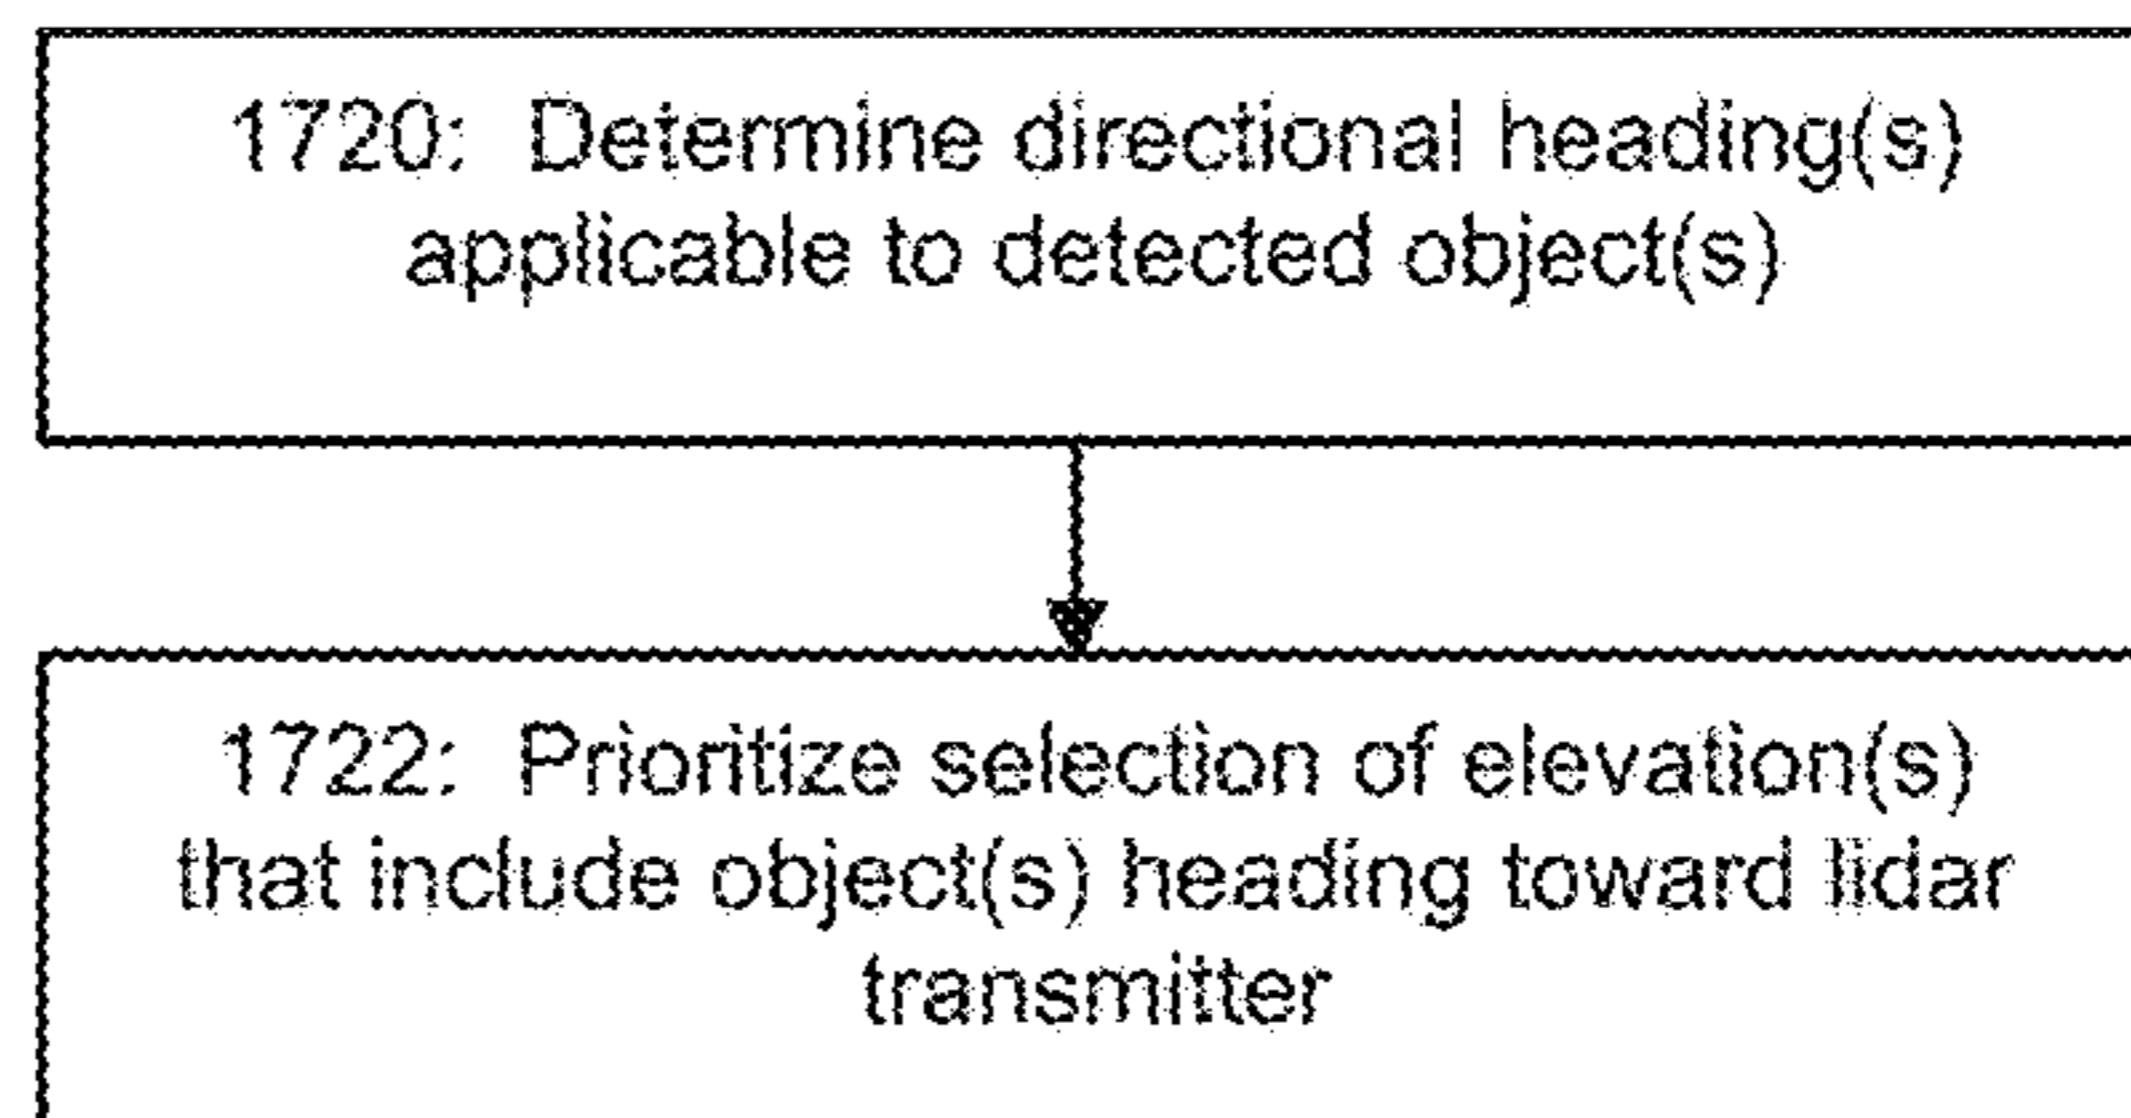 1720: Determine directional heading(s)
applicable to detected object(s)
1722: Prioritize selection of elevation(s)
that include object(s) heading toward lidar
transmitter